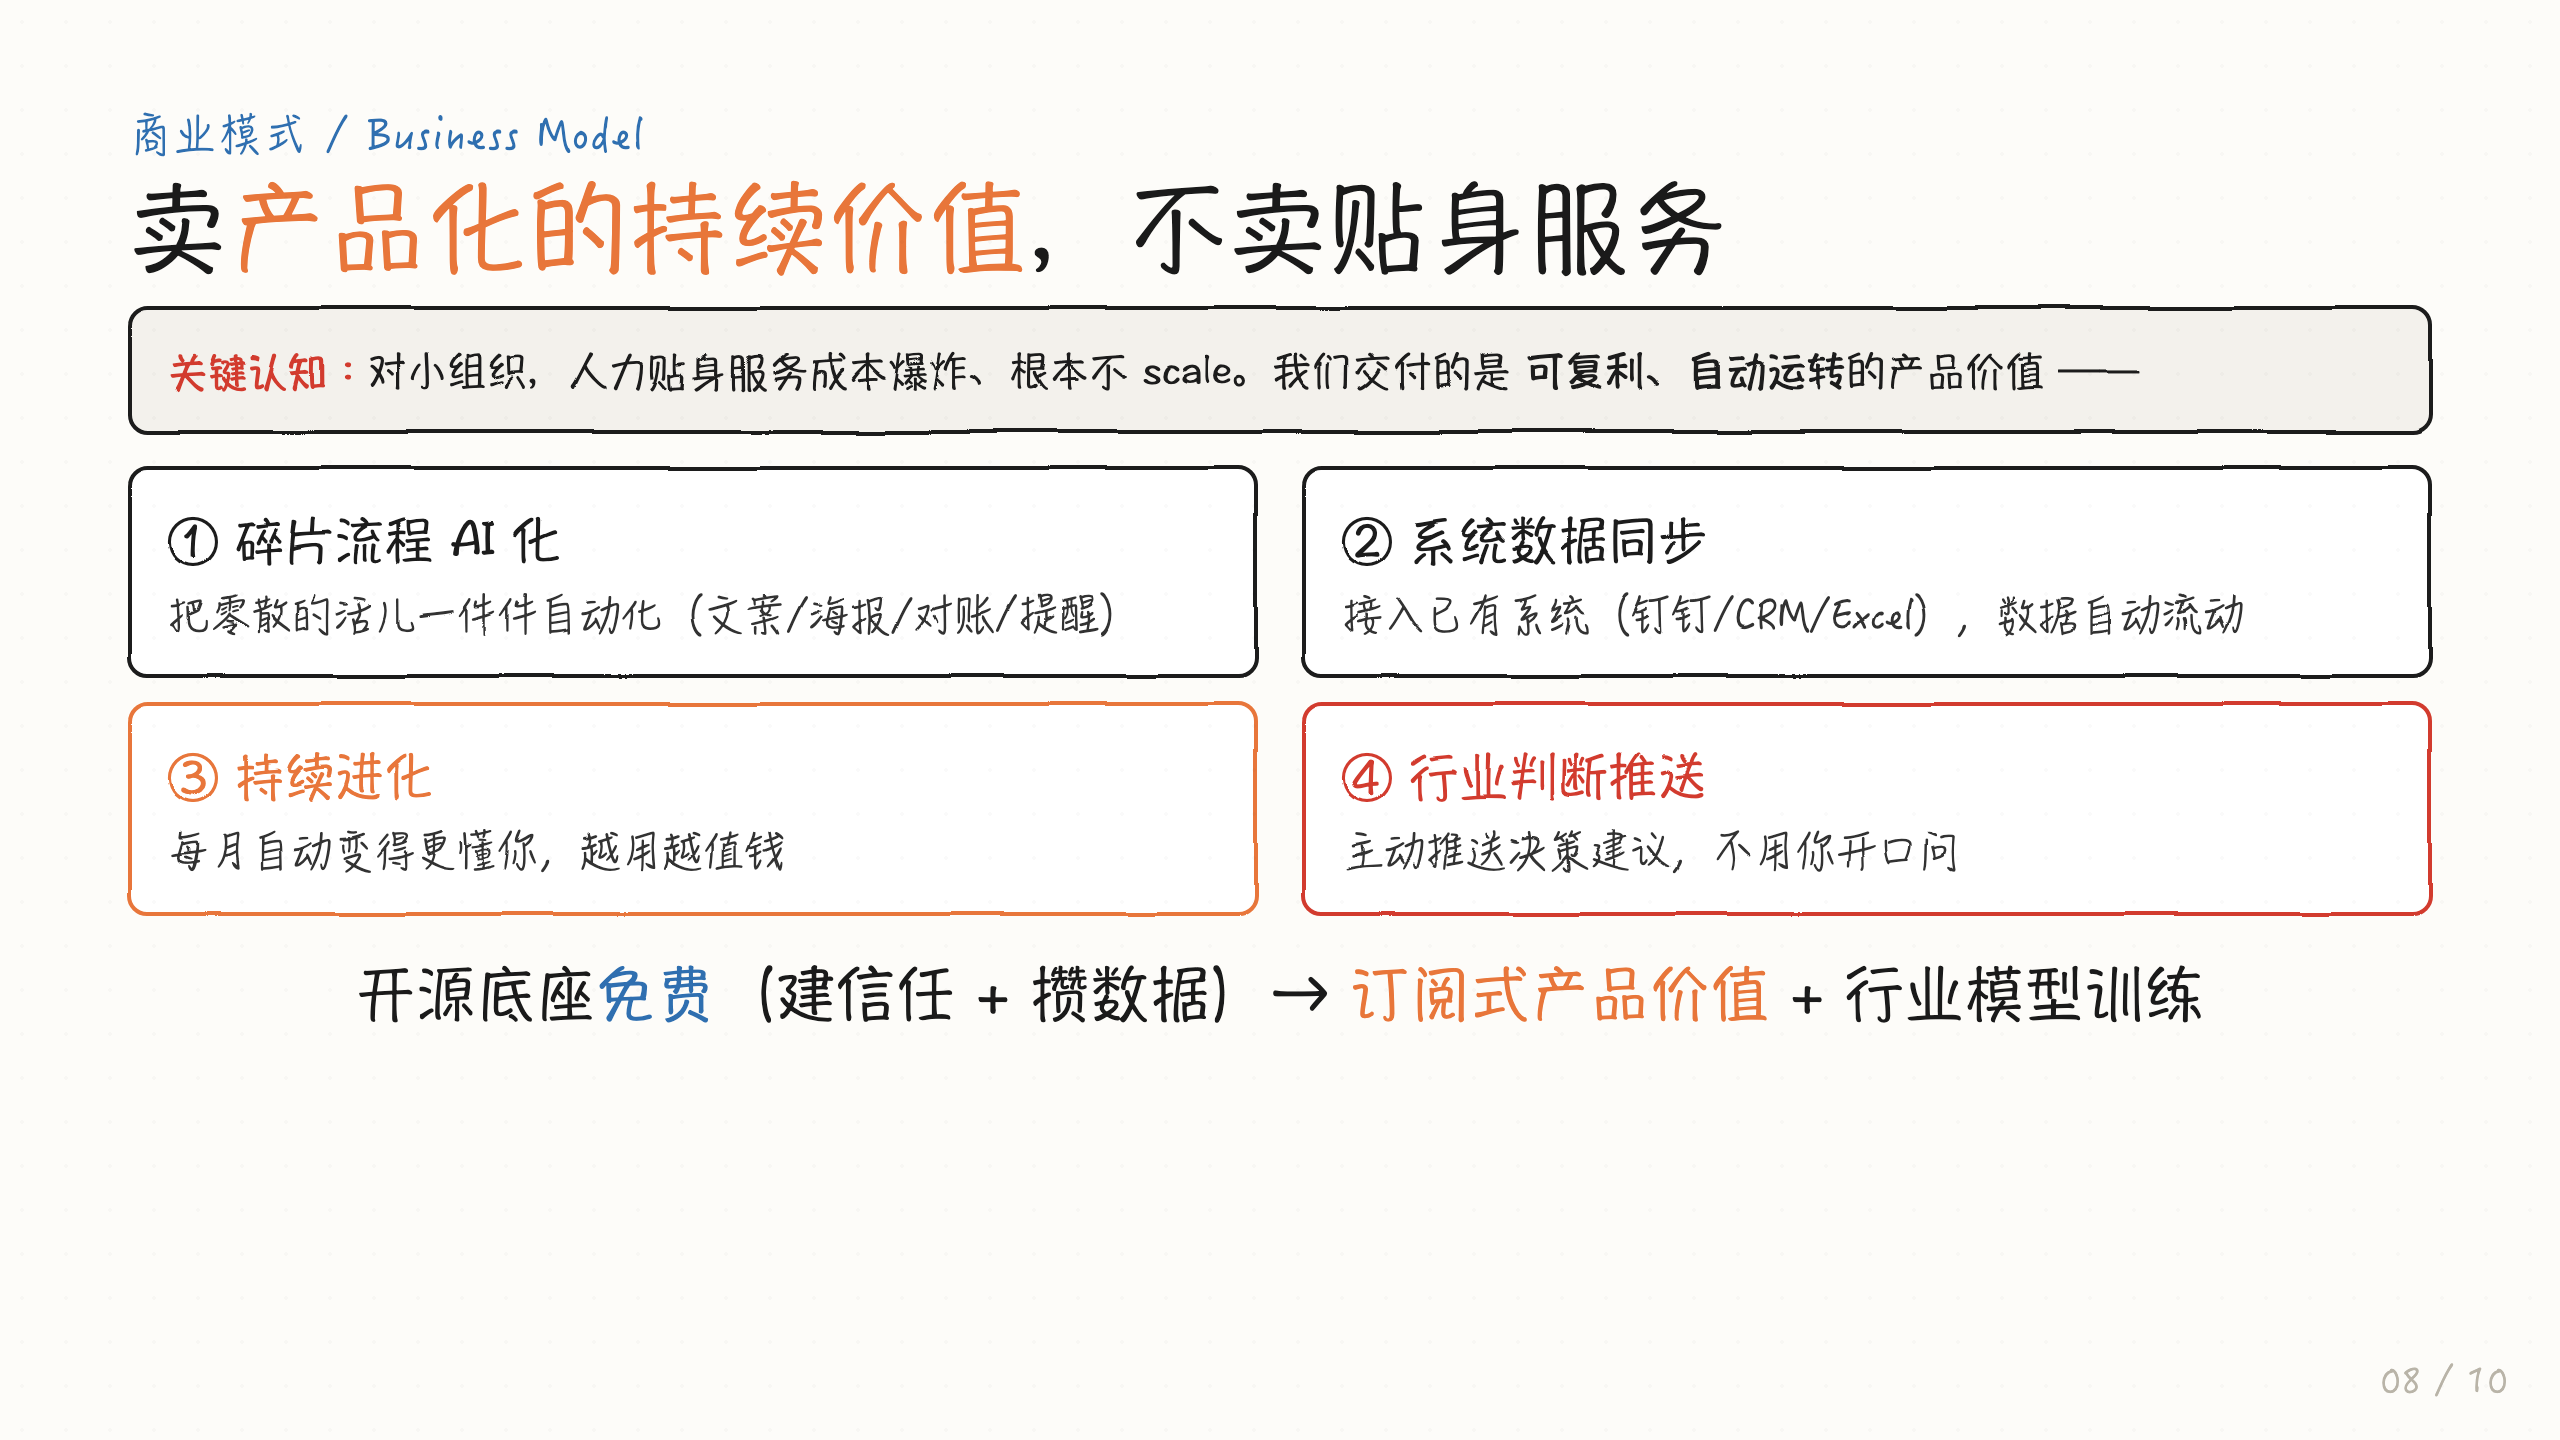 商业模式 / Business Model
卖产品化的持续价值，不卖贴身服务
关键认知：对小组织，人力贴身服务成本爆炸、根本不 scale。我们交付的是 可复利、自动运转的产品价值 ——
① 碎片流程 AI 化
把零散的活儿一件件自动化（文案/海报/对账/提醒）
② 系统数据同步
接入已有系统（钉钉/CRM/Excel），数据自动流动
③ 持续进化
每月自动变得更懂你，越用越值钱
④ 行业判断推送
主动推送决策建议，不用你开口问
开源底座免费（建信任 + 攒数据）→ 订阅式产品价值 + 行业模型训练
08 / 10